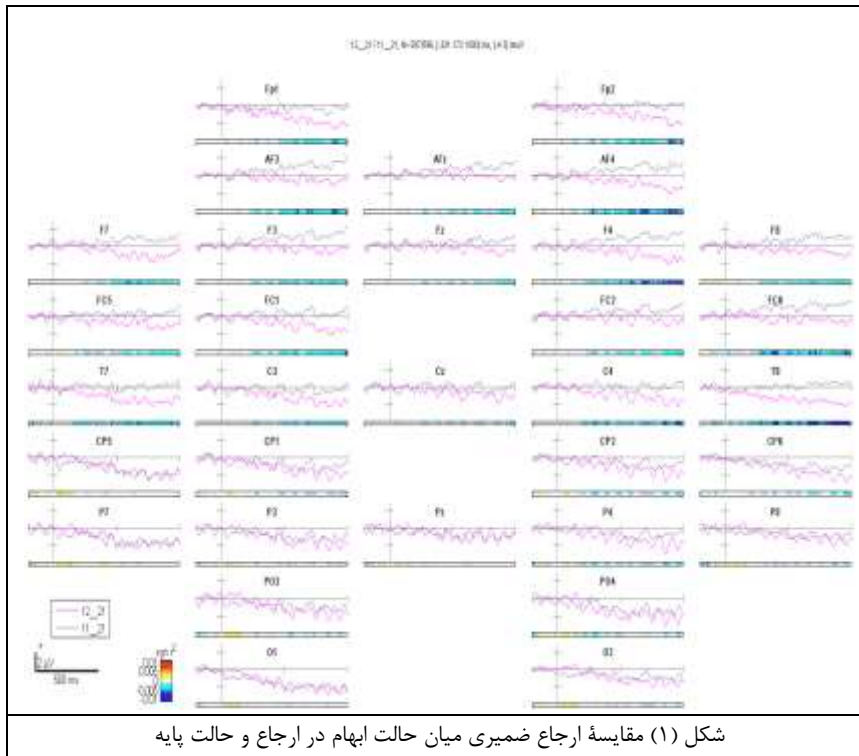 Fp1 Fp2
AF3 AFz AF4
F7 F3 Fz F4 F8
FC5 FC1 FC2 FC6
T7 C3 Cz C4 T8
CP5 CP1 CP2 CP6
P7 P3 Pz P4 P8
PO3 PO4
t2__2f
t1__2f
O1 O2
500 ms
شکل (۱) مقایسهٔ ارجاع ضمیری میان حالت ابهام در ارجاع و حالت پایه